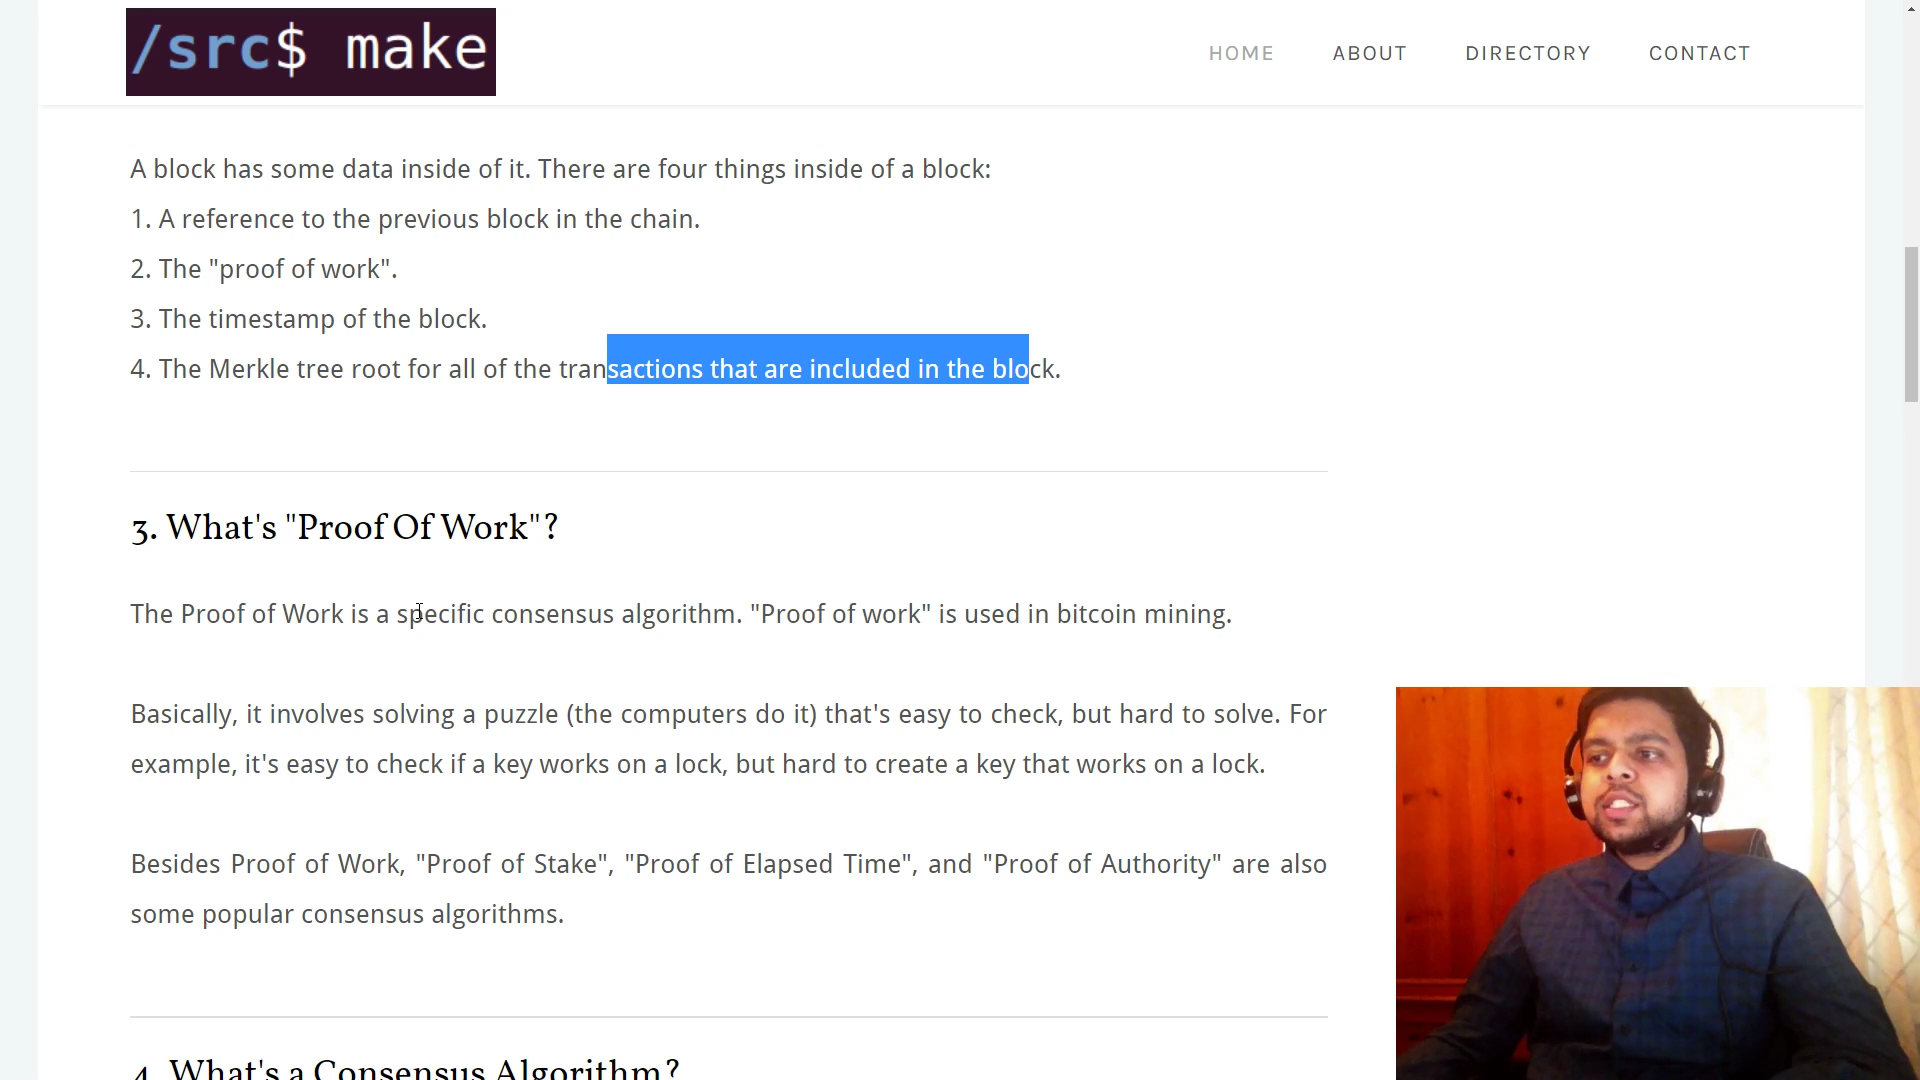 /src$ make
HOME ABOUT DIRECTORY CONTACT
A block has some data inside of it. There are four things inside of a block:
1. A reference to the previous block in the chain.
2. The "proof of work".
3. The timestamp of the block.
4. The Merkle tree root for all of the transactions that are included in the block.
3. What's "Proof Of Work"?
The Proof of Work is a specific consensus algorithm. "Proof of work" is used in bitcoin mining.
Basically, it involves solving a puzzle (the computers do it) that's easy to check, but hard to solve. For
example, it's easy to check if a key works on a lock, but hard to create a key that works on a lock.
Besides Proof of Work, "Proof of Stake", "Proof of Elapsed Time", and "Proof of Authority" are also
some popular consensus algorithms.
4. What's a Consensus Algorithm?